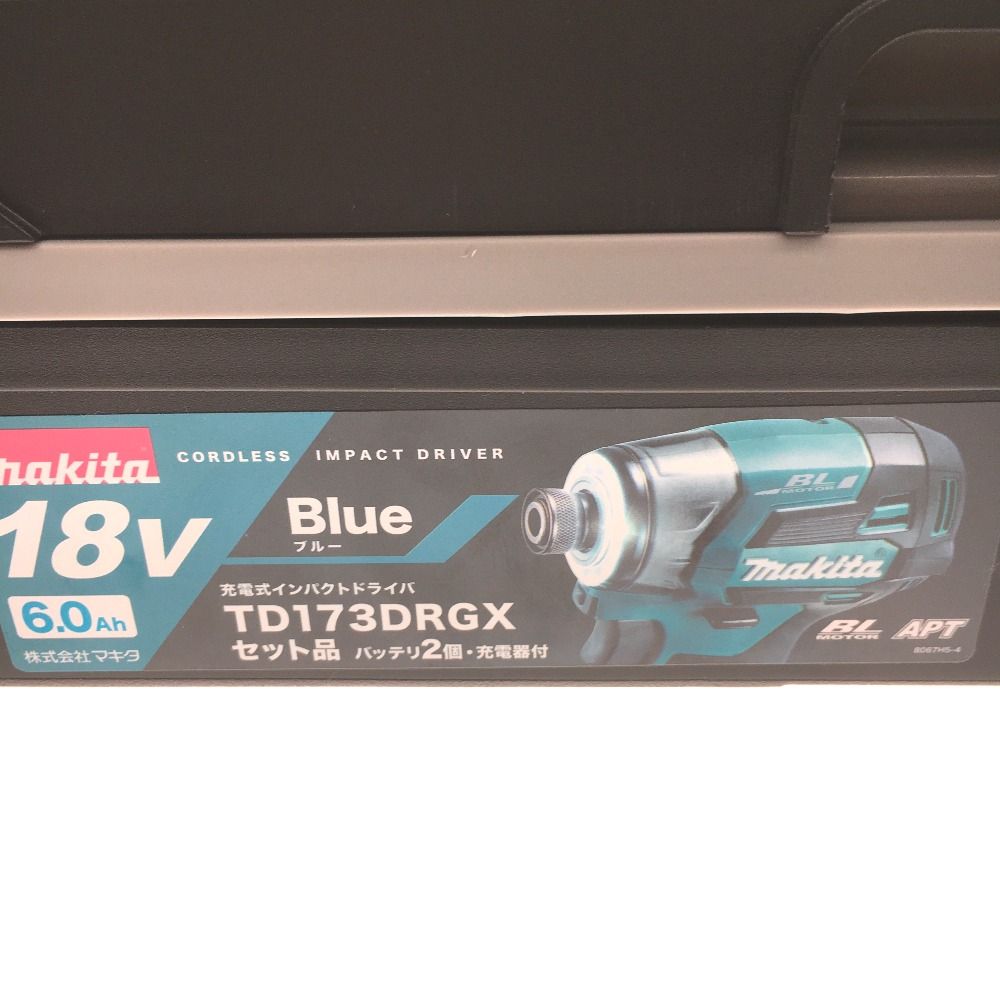 makita
CORDLESS IMPACT DRIVER
18V
Blue
ブルー
6.0Ah
株式会社マキタ
充電式インパクトドライバ
TD173DRGX
セット品 バッテリ2個・充電器付
BL
MOTOR
makita
BL
MOTOR
APT
8067H5-4